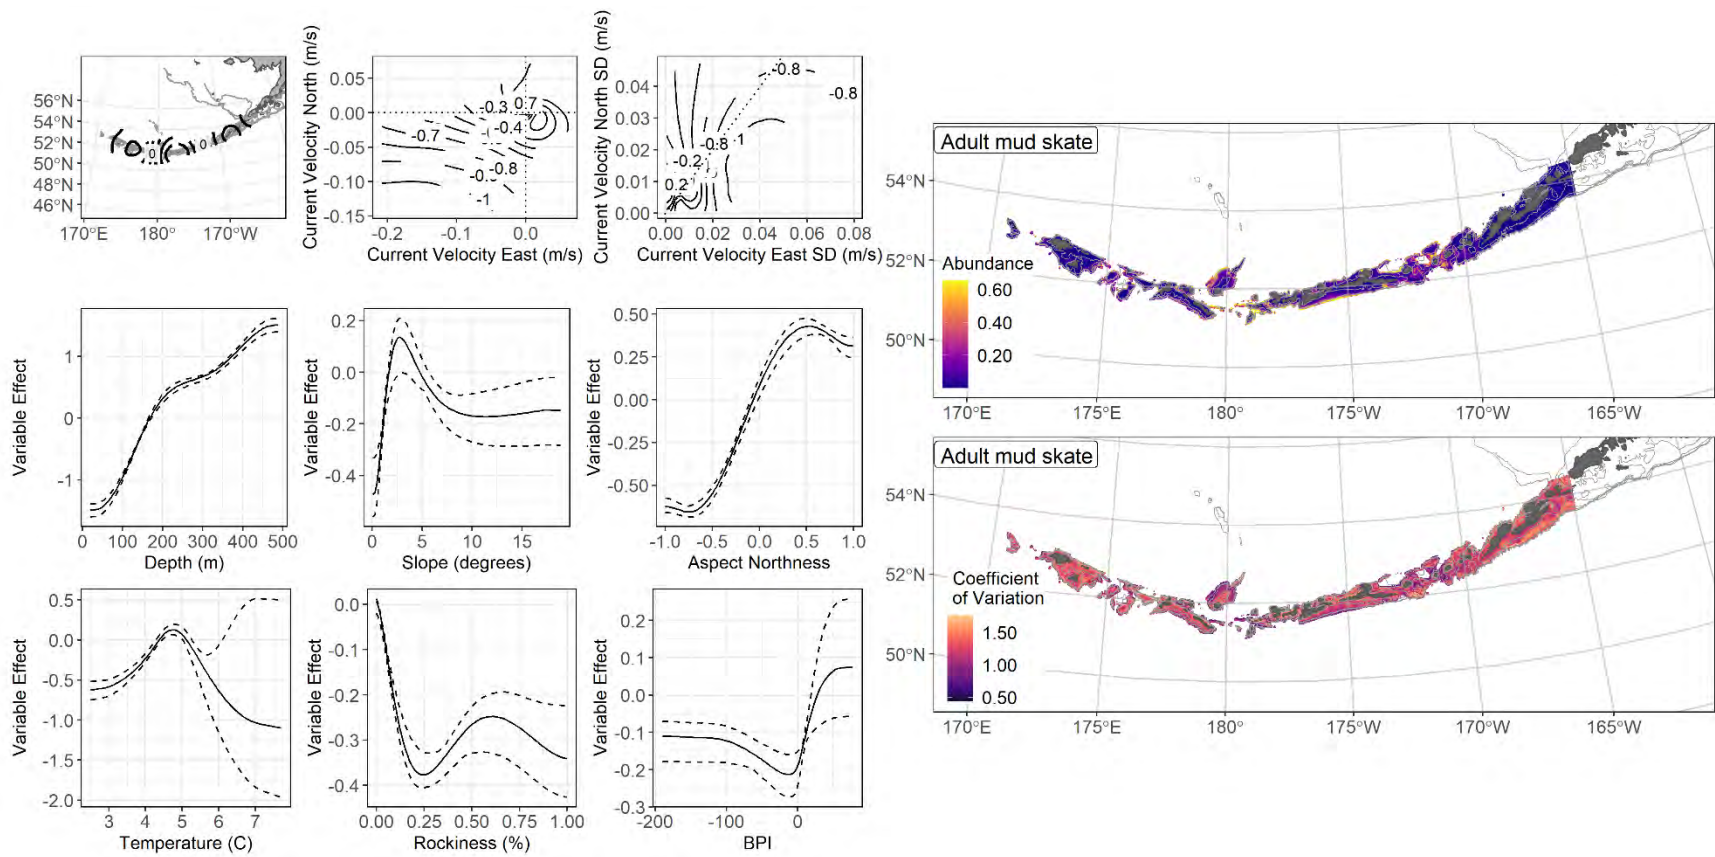 56°N
54°N
52°N
50°N
48°N
46°N
170°E
180°
170°W
0
0
Current Velocity North (m/s)
0.05
0.00
-0.05
-0.10
-0.15
-0.3
0.7
-0.4
-0.7
-0.8
-1
-0.2
-0.1
0.0
Current Velocity East (m/s)
Current Velocity North SD (m/s)
0.04
0.03
0.02
0.01
0.00
-0.8
-0.8
-0.8
-1
-0.2
0.2
0.00
0.02
0.04
0.06
0.08
Current Velocity East SD (m/s)
Variable Effect
1
0
-1
0
100
200
300
400
500
Depth (m)
Variable Effect
0.2
0.0
-0.2
-0.4
0
5
10
15
Slope (degrees)
Variable Effect
0.50
0.25
0.00
-0.25
-0.50
-1.0
-0.5
0.0
0.5
1.0
Aspect Northness
Variable Effect
0.5
0.0
-0.5
-1.0
-1.5
-2.0
3
4
5
6
7
Temperature (C)
Variable Effect
0.0
-0.1
-0.2
-0.3
-0.4
0.00
0.25
0.50
0.75
1.00
Rockiness (%)
Variable Effect
0.2
0.1
0.0
-0.1
-0.2
-0.3
-200
-100
0
BPI
Adult mud skate
54°N
52°N
50°N
Abundance
0.60
0.40
0.20
170°E
175°E
180°
175°W
170°W
165°W
Adult mud skate
54°N
52°N
50°N
Coefficient
of Variation
1.50
1.00
0.50
170°E
175°E
180°
175°W
170°W
165°W